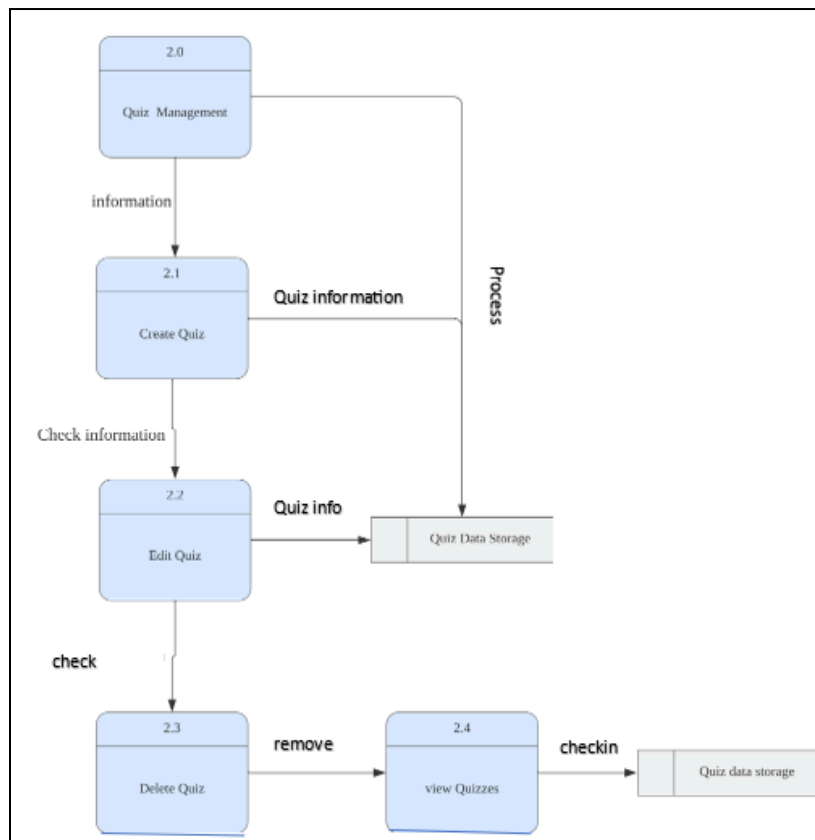 2.0
Quiz Management
information
2.1
Create Quiz
Quiz information
Process
Check information
2.2
Edit Quiz
Quiz info
Quiz Data Storage
check
2.3
Delete Quiz
remove
2.4
view Quizzes
checkin
Quiz data storage